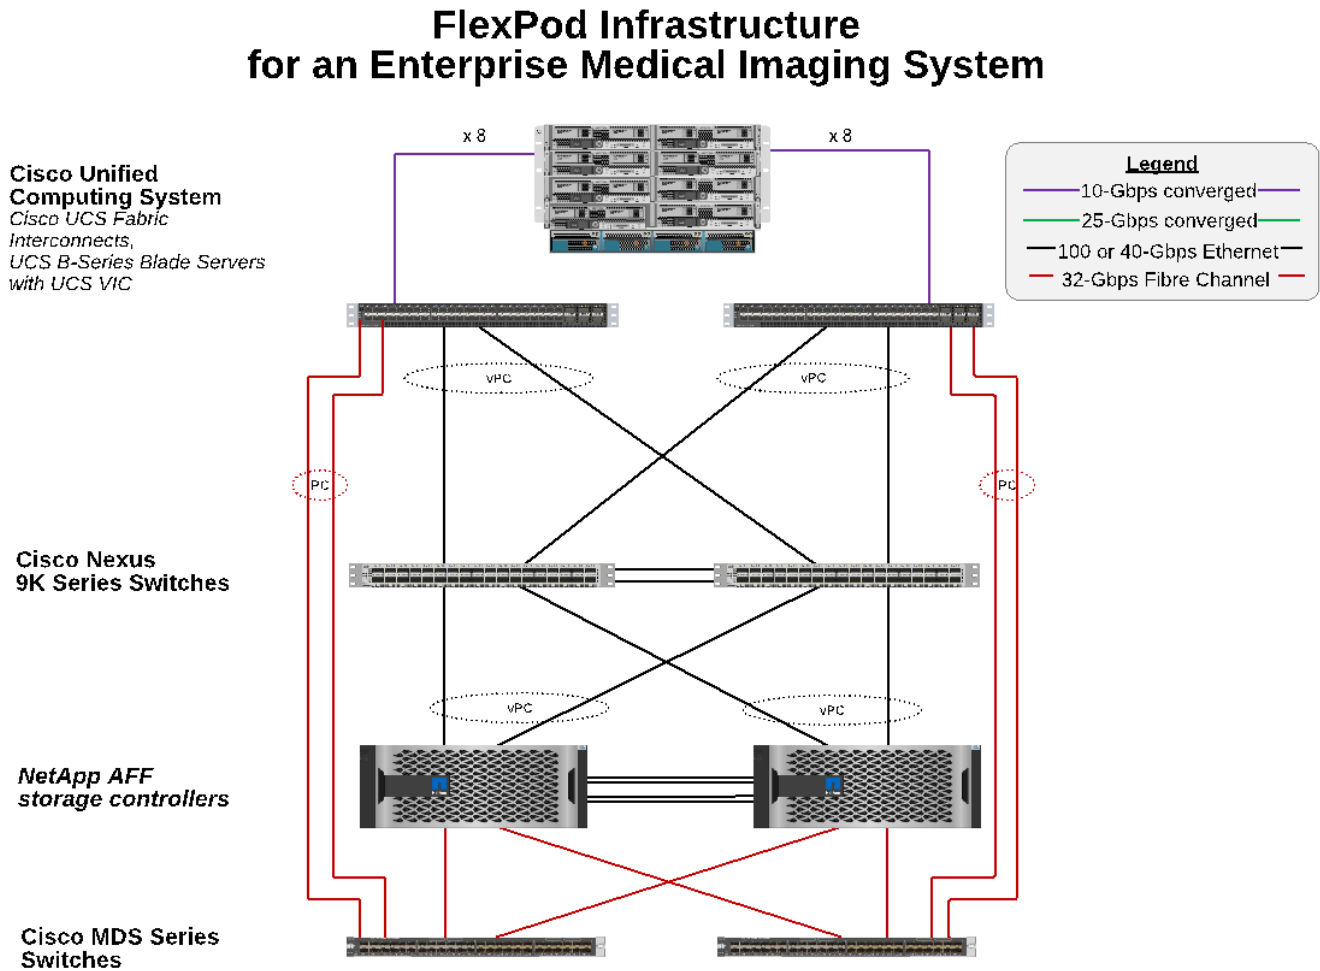 FlexPod Infrastructure
for an Enterprise Medical Imaging System
x 8
x 8
Cisco Unified
Computing System
Cisco UCS Fabric
Interconnects,
UCS B-Series Blade Servers
with UCS VIC
Legend
10-Gbps converged
25-Gbps converged
100 or 40-Gbps Ethernet
32-Gbps Fibre Channel
vPC
vPC
PC
PC
Cisco Nexus
9K Series Switches
vPC
vPC
NetApp AFF
storage controllers
Cisco MDS Series
Switches